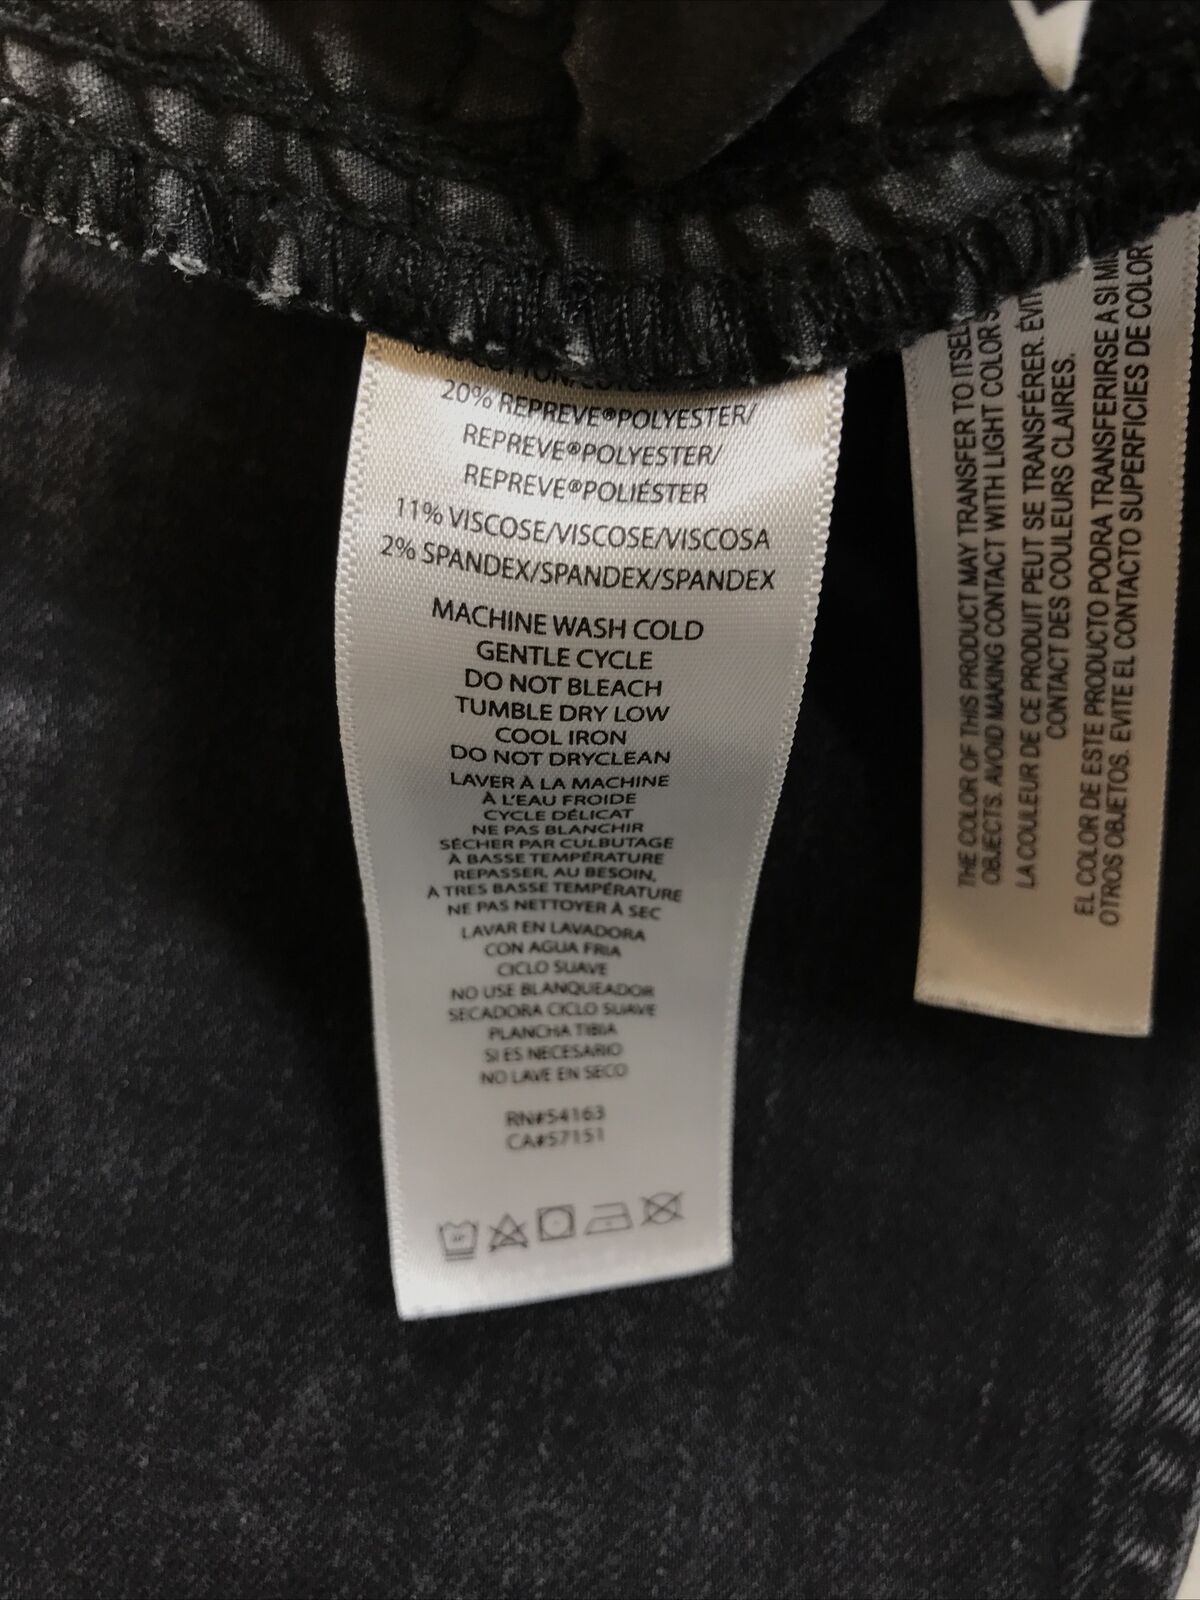 20% REPREVE®POLYESTER/
REPREVE®POLYESTER/
REPREVE®POLIÉSTER
11% VISCOSE/VISCOSE/VISCOSA
2% SPANDEX/SPANDEX/SPANDEX
MACHINE WASH COLD
GENTLE CYCLE
DO NOT BLEACH
TUMBLE DRY LOW
COOL IRON
DO NOT DRYCLEAN
LAVER À LA MACHINE
À L'EAU FROIDE
CYCLE DÉLICAT
NE PAS BLANCHIR
SÉCHER PAR CULBUTAGE
À BASSE TEMPÉRATURE
REPASSER, AU BESOIN,
À TRES BASSE TEMPÉRATURE
NE PAS NETTOYER À SEC
LAVAR EN LAVADORA
CON AGUA FRIA
CICLO SUAVE
NO USE BLANQUEADOR
SECADORA CICLO SUAVE
PLANCHA TIBIA
SI ES NECESARIO
NO LAVE EN SECO
RN#54163
CA#57151
THE COLOR OF THIS PRODUCT MAY TRANSFER TO ITSEL
OBJECTS. AVOID MAKING CONTACT WITH LIGHT COLOR
LA COULEUR DE CE PRODUIT PEUT SE TRANSFÉRER. ÉVIT
CONTACT DES COULEURS CLAIRES.
EL COLOR DE ESTE PRODUCTO PODRA TRANSFERIRSE A SI MI
OTROS OBJETOS. EVITE EL CONTACTO SUPERFICIES DE COLOR